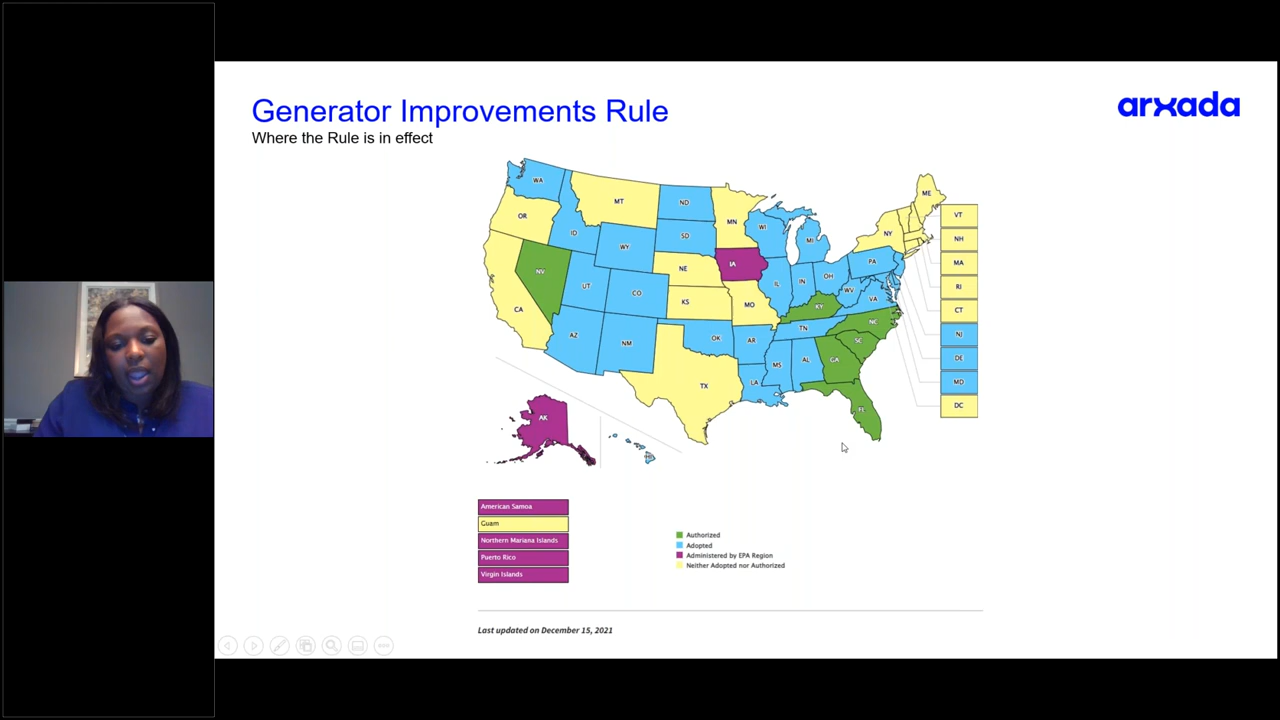 Generator Improvements Rule
Where the Rule is in effect
arxada
WA
OR
CA
NV
ID
MT
WY
UT
AZ
CO
NM
ND
SD
NE
KS
OK
TX
MN
IA
MO
AR
LA
WI
IL
MI
IN
OH
KY
TN
MS
AL
GA
FL
SC
NC
VA
WV
PA
NY
ME
VT
NH
MA
RI
CT
NJ
DE
MD
DC
AK
HI
American Samoa
Guam
Northern Mariana Islands
Puerto Rico
Virgin Islands
Authorized
Adopted
Administered by EPA Region
Neither Adopted nor Authorized
Last updated on December 15, 2021